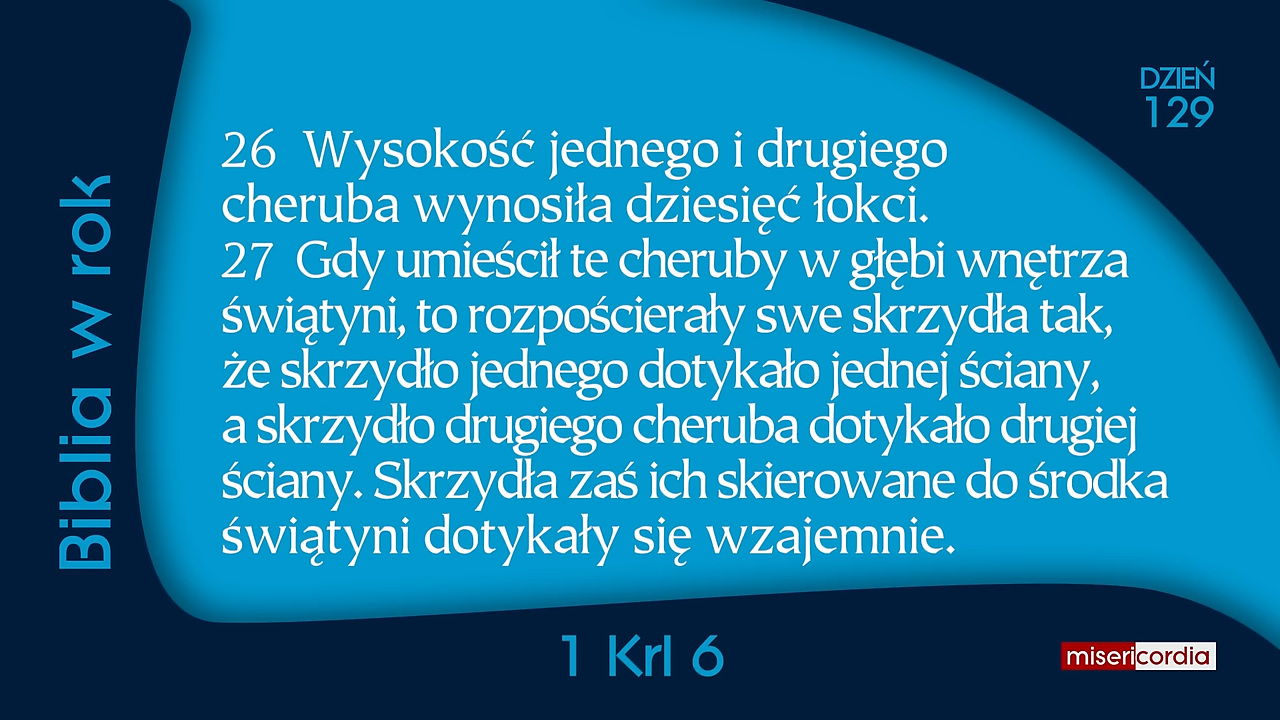 DZIEŃ
129
26 Wysokość jednego i drugiego
cheruba wynosiła dziesięć łokci.
27 Gdy umieścił te cheruby w głębi wnętrza
świątyni, to rozpościerały swe skrzydła tak,
że skrzydło jednego dotykało jednej ściany,
a skrzydło drugiego cheruba dotykało drugiej
ściany. Skrzydła zaś ich skierowane do środka
świątyni dotykały się wzajemnie.
Biblia w rok
1 Krl 6
misericordia